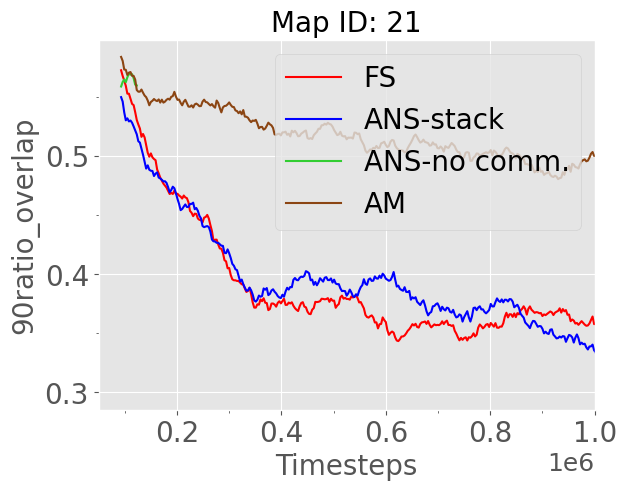 Map ID: 21
90ratio_overlap
0.5
0.4
0.3
FS
ANS-stack
ANS-no comm.
AM
0.2 0.4 0.6 0.8 1.0
1e6
Timesteps